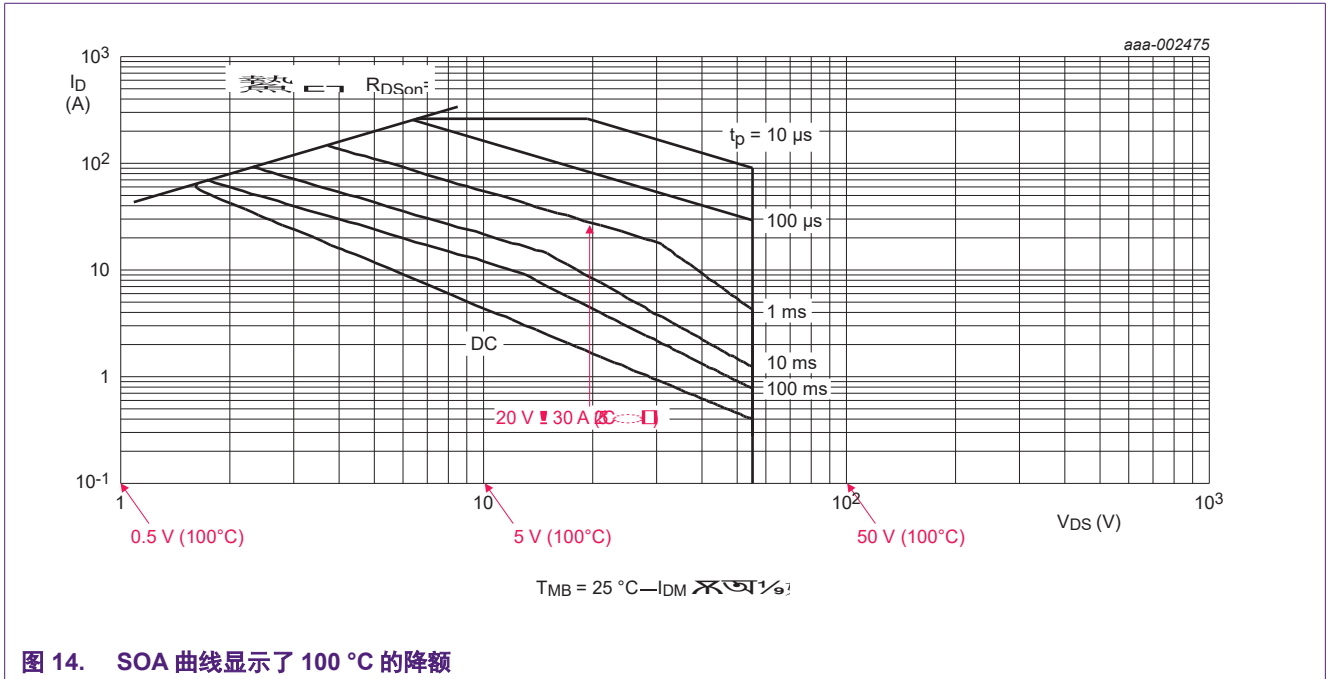 aaa-002475
10³
I_D
(A)
R_DSon
t_p = 10 µs
10²
100 µs
10
1 ms
DC
10 ms
1
100 ms
20 V 30 A
10⁻¹
1
10
10²
10³
V_DS (V)
0.5 V (100°C)
5 V (100°C)
50 V (100°C)
T_MB = 25 °C—I_DM
图 14. SOA 曲线显示了 100 °C 的降额